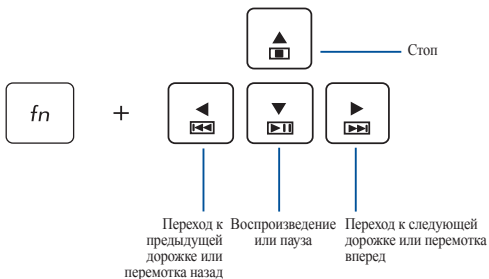 Стоп
fn
+
Переход к
предыдущей
дорожке или
перемотка назад
Воспроизведение
или пауза
Переход к следующей
дорожке или перемотка
вперед